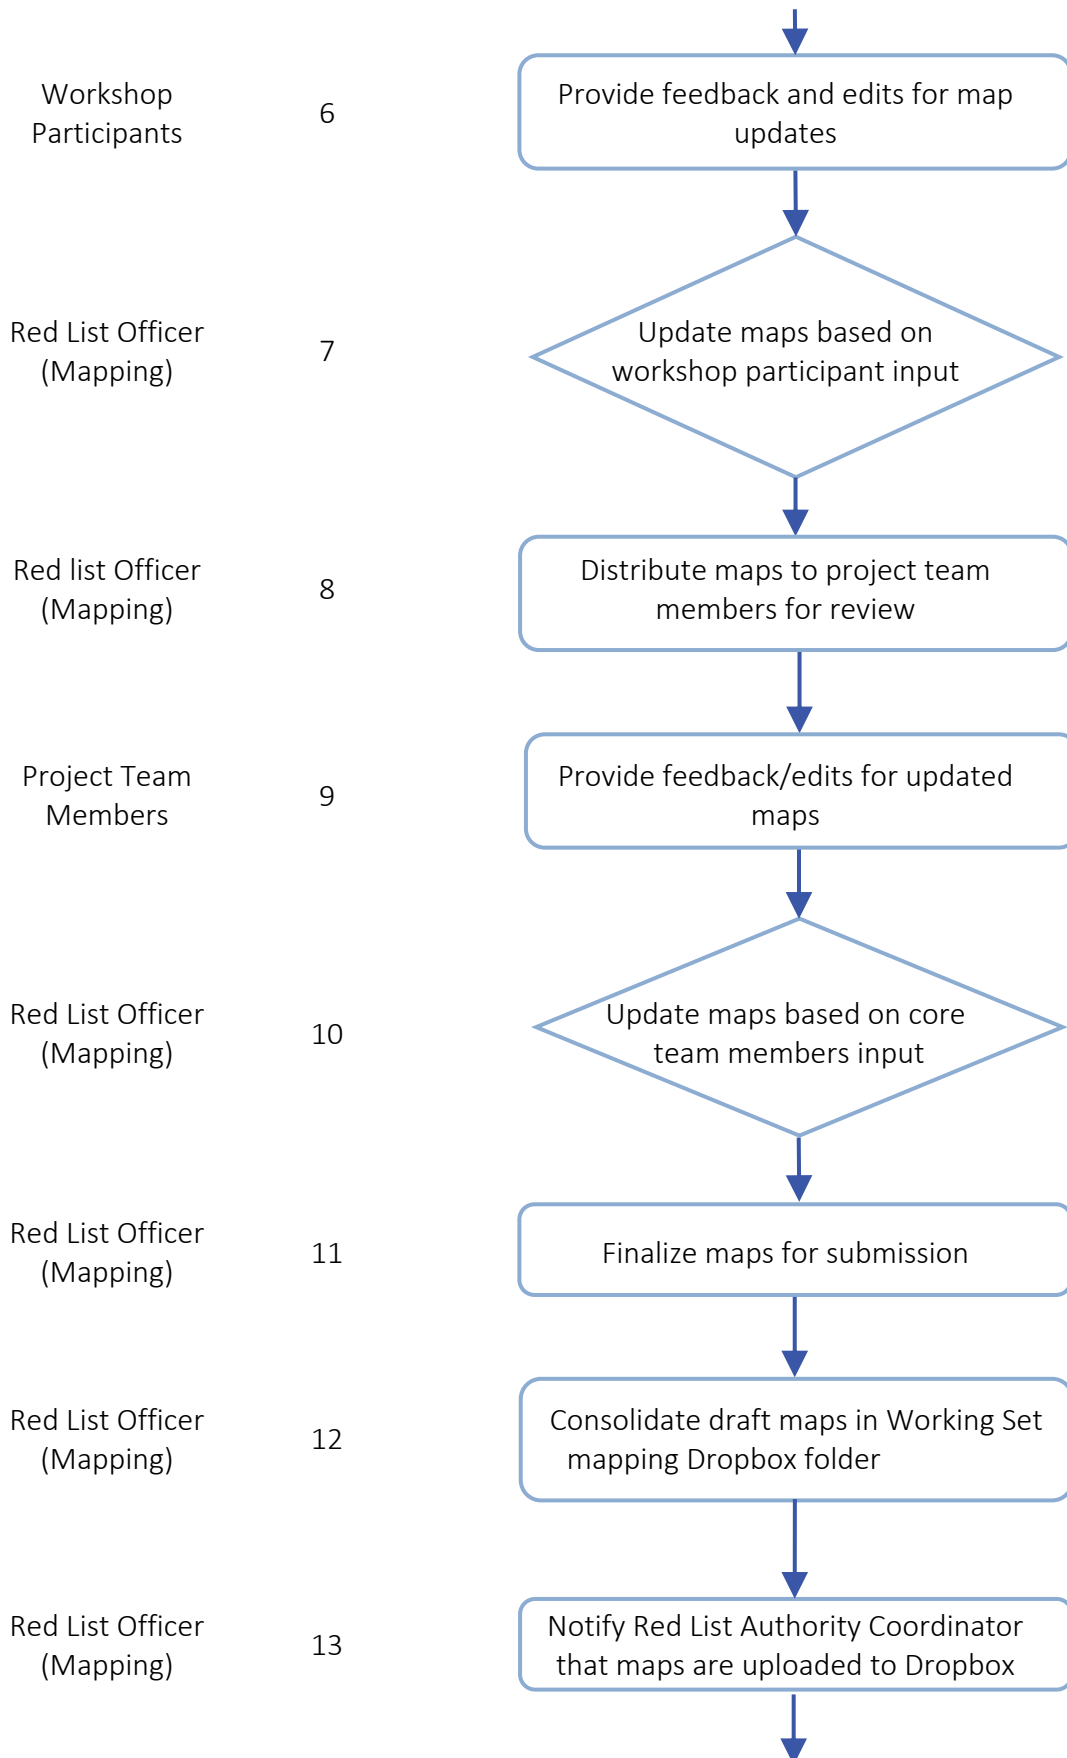 Workshop
Participants
6
Provide feedback and edits for map
updates
Red List Officer
(Mapping)
7
Update maps based on
workshop participant input
Red list Officer
(Mapping)
8
Distribute maps to project team
members for review
Project Team
Members
9
Provide feedback/edits for updated
maps
Red List Officer
(Mapping)
10
Update maps based on core
team members input
Red List Officer
(Mapping)
11
Finalize maps for submission
Red List Officer
(Mapping)
12
Consolidate draft maps in Working Set
mapping Dropbox folder
Red List Officer
(Mapping)
13
Notify Red List Authority Coordinator
that maps are uploaded to Dropbox